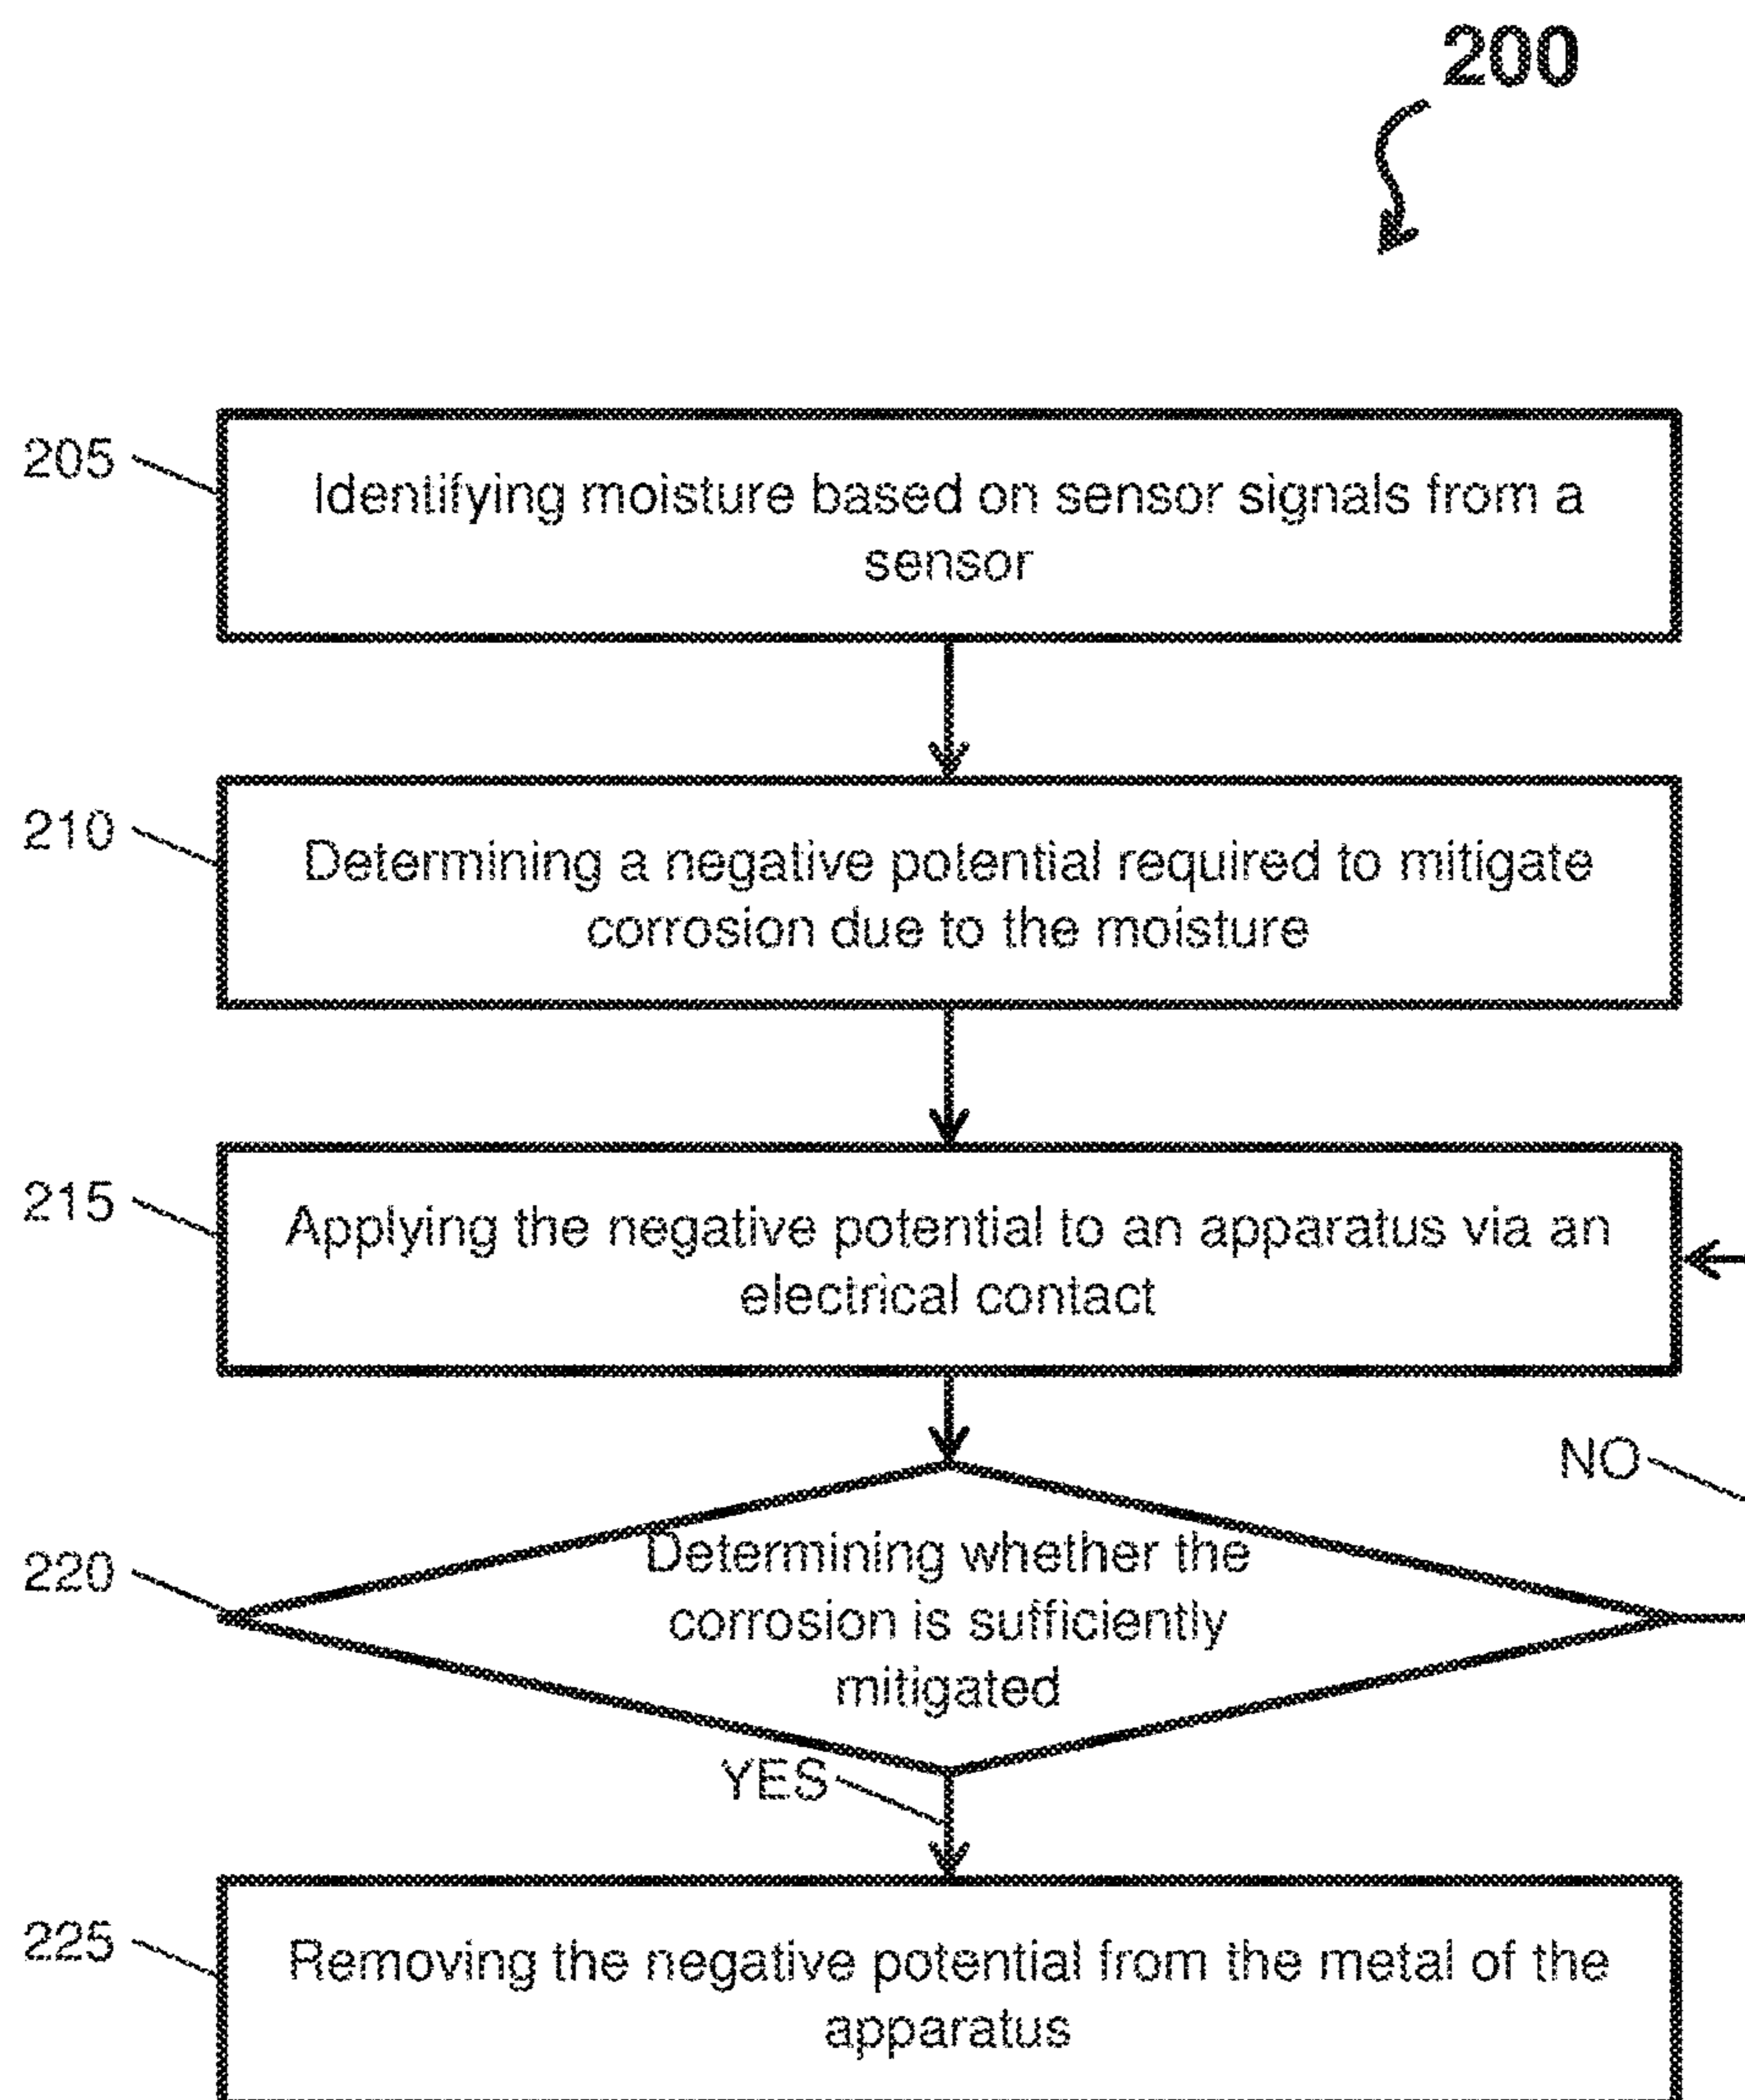 200
205
Identifying moisture based on sensor signals from a
sensor
210
Determining a negative potential required to mitigate
corrosion due to the moisture
215
Applying the negative potential to an apparatus via an
electrical contact
NO
220
Determining whether the
corrosion is sufficiently
mitigated
YES
225
Removing the negative potential from the metal of the
apparatus